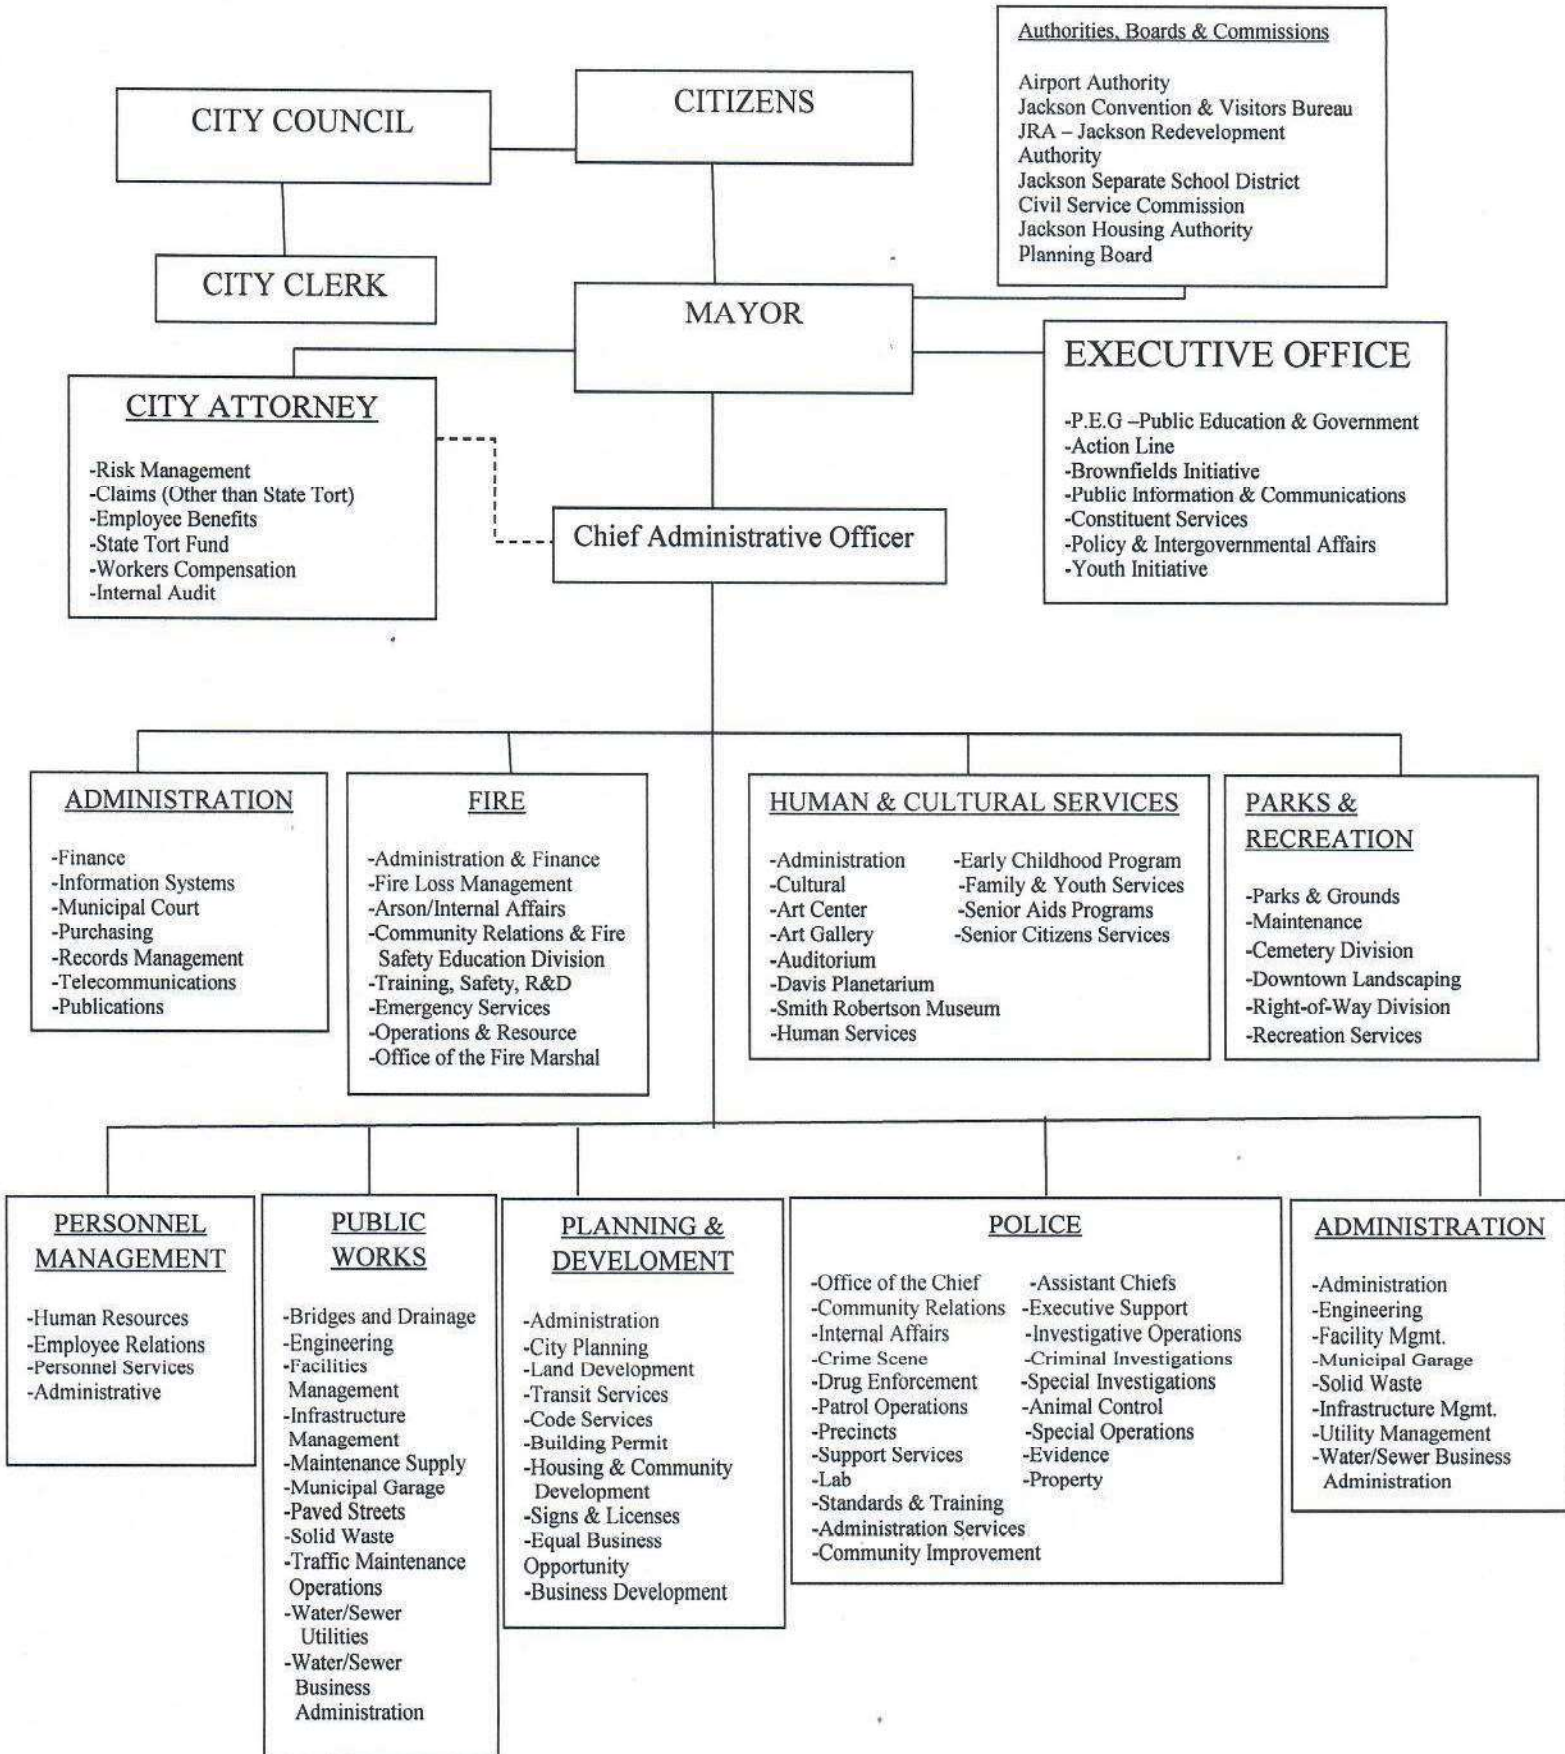 Authorities, Boards & Commissions
Airport Authority
Jackson Convention & Visitors Bureau
JRA – Jackson Redevelopment
Authority
Jackson Separate School District
Civil Service Commission
Jackson Housing Authority
Planning Board
CITY COUNCIL
CITIZENS
CITY CLERK
MAYOR
EXECUTIVE OFFICE
-P.E.G –Public Education & Government
-Action Line
-Brownfields Initiative
-Public Information & Communications
-Constituent Services
-Policy & Intergovernmental Affairs
-Youth Initiative
CITY ATTORNEY
-Risk Management
-Claims (Other than State Tort)
-Employee Benefits
-State Tort Fund
-Workers Compensation
-Internal Audit
Chief Administrative Officer
ADMINISTRATION
-Finance
-Information Systems
-Municipal Court
-Purchasing
-Records Management
-Telecommunications
-Publications
FIRE
-Administration & Finance
-Fire Loss Management
-Arson/Internal Affairs
-Community Relations & Fire
Safety Education Division
-Training, Safety, R&D
-Emergency Services
-Operations & Resource
-Office of the Fire Marshal
HUMAN & CULTURAL SERVICES
-Administration
-Cultural
-Art Center
-Art Gallery
-Auditorium
-Davis Planetarium
-Smith Robertson Museum
-Human Services
-Early Childhood Program
-Family & Youth Services
-Senior Aids Programs
-Senior Citizens Services
PARKS &
RECREATION
-Parks & Grounds
-Maintenance
-Cemetery Division
-Downtown Landscaping
-Right-of-Way Division
-Recreation Services
PERSONNEL
MANAGEMENT
-Human Resources
-Employee Relations
-Personnel Services
-Administrative
PUBLIC
WORKS
-Bridges and Drainage
-Engineering
-Facilities
Management
-Infrastructure
Management
-Maintenance Supply
-Municipal Garage
-Paved Streets
-Solid Waste
-Traffic Maintenance
Operations
-Water/Sewer
Utilities
-Water/Sewer
Business
Administration
PLANNING &
DEVELOMENT
-Administration
-City Planning
-Land Development
-Transit Services
-Code Services
-Building Permit
-Housing & Community
Development
-Signs & Licenses
-Equal Business
Opportunity
-Business Development
POLICE
-Office of the Chief
-Community Relations
-Internal Affairs
-Crime Scene
-Drug Enforcement
-Patrol Operations
-Precincts
-Support Services
-Lab
-Standards & Training
-Administration Services
-Community Improvement
-Assistant Chiefs
-Executive Support
-Investigative Operations
-Criminal Investigations
-Special Investigations
-Animal Control
-Special Operations
-Evidence
-Property
ADMINISTRATION
-Administration
-Engineering
-Facility Mgmt.
-Municipal Garage
-Solid Waste
-Infrastructure Mgmt.
-Utility Management
-Water/Sewer Business
Administration